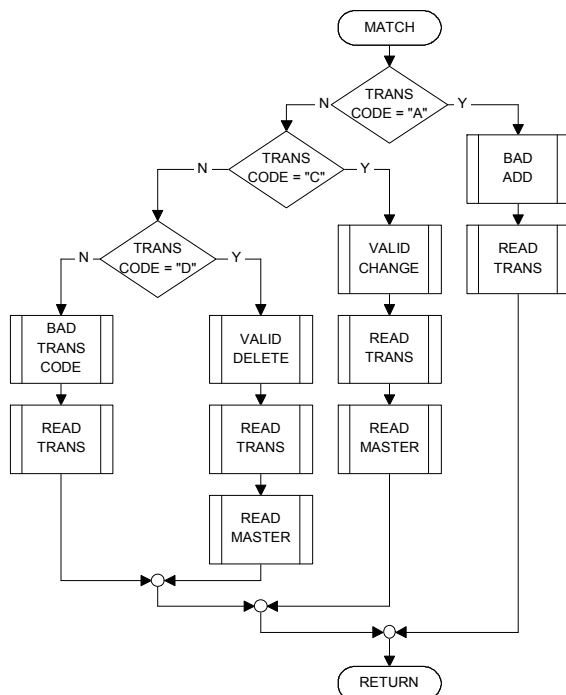 MATCH
TRANS
CODE = "A"
N
Y
TRANS
CODE = "C"
N
Y
BAD
ADD
TRANS
CODE = "D"
N
Y
VALID
CHANGE
READ
TRANS
BAD
TRANS
CODE
VALID
DELETE
READ
TRANS
READ
TRANS
READ
TRANS
READ
MASTER
READ
MASTER
RETURN